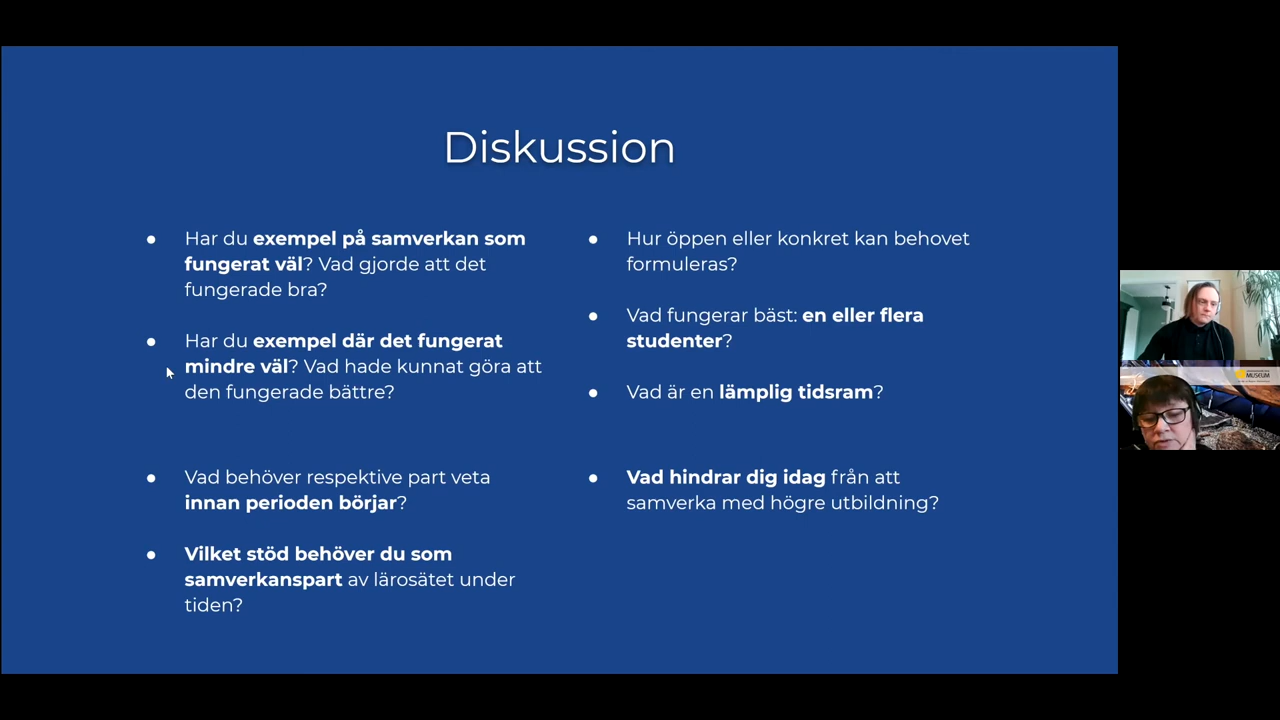 Diskussion
● Har du exempel på samverkan som
fungerat väl? Vad gjorde att det
fungerade bra?
● Har du exempel där det fungerat
mindre väl? Vad hade kunnat göra att
den fungerade bättre?
● Vad behöver respektive part veta
innan perioden börjar?
● Vilket stöd behöver du som
samverkanspart av lärosätet under
tiden?
● Hur öppen eller konkret kan behovet
formuleras?
● Vad fungerar bäst: en eller flera
studenter?
● Vad är en lämplig tidsram?
● Vad hindrar dig idag från att
samverka med högre utbildning?
MUSEUM